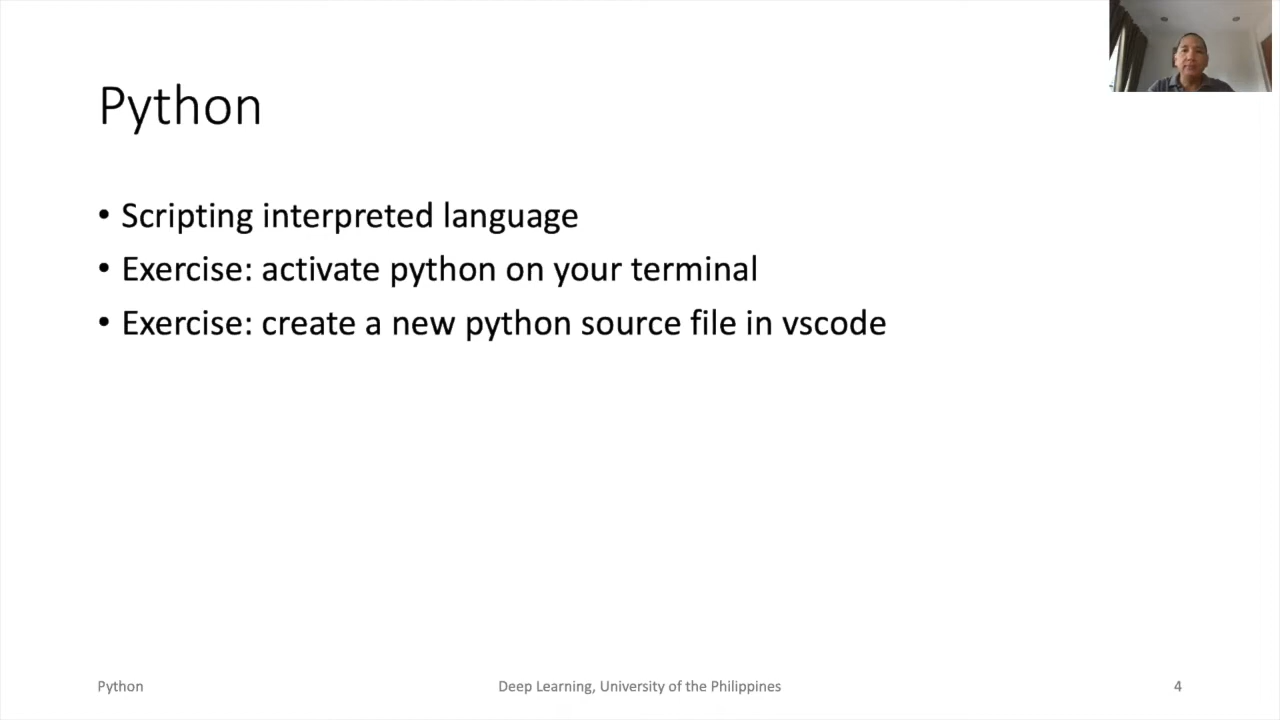 Python
• Scripting interpreted language
• Exercise: activate python on your terminal
• Exercise: create a new python source file in vscode
Python
Deep Learning, University of the Philippines
4